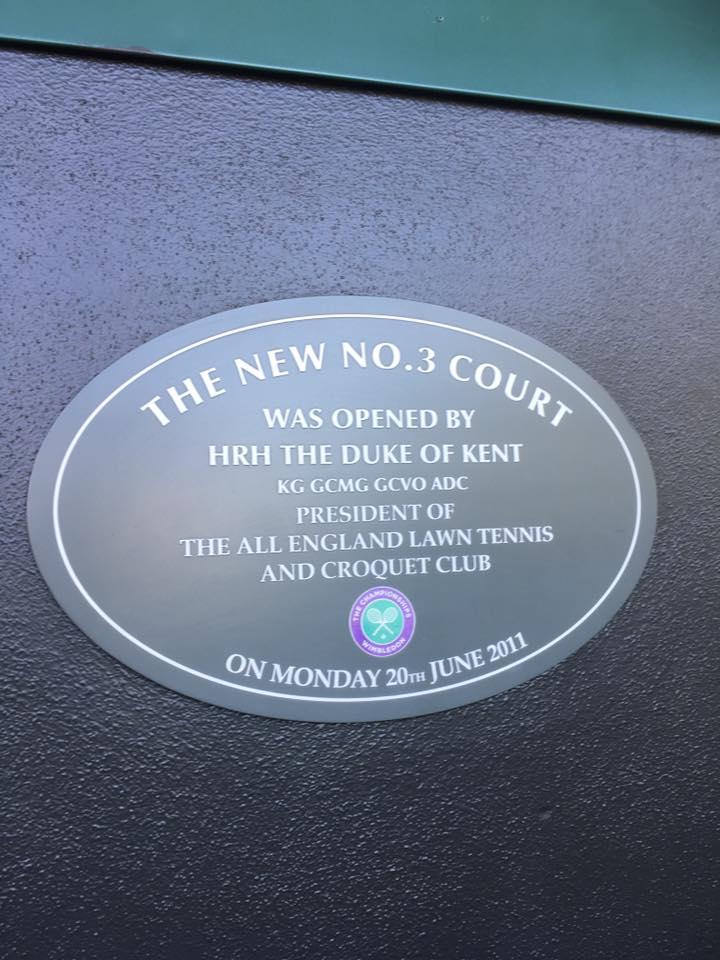 THE NEW NO.3 COURT
WAS OPENED BY
HRH THE DUKE OF KENT
KG GCMG GCVO ADC
PRESIDENT OF
THE ALL ENGLAND LAWN TENNIS
AND CROQUET CLUB
THE CHAMPIONSHIPS
WIMBLEDON
ON MONDAY 20TH JUNE 2011